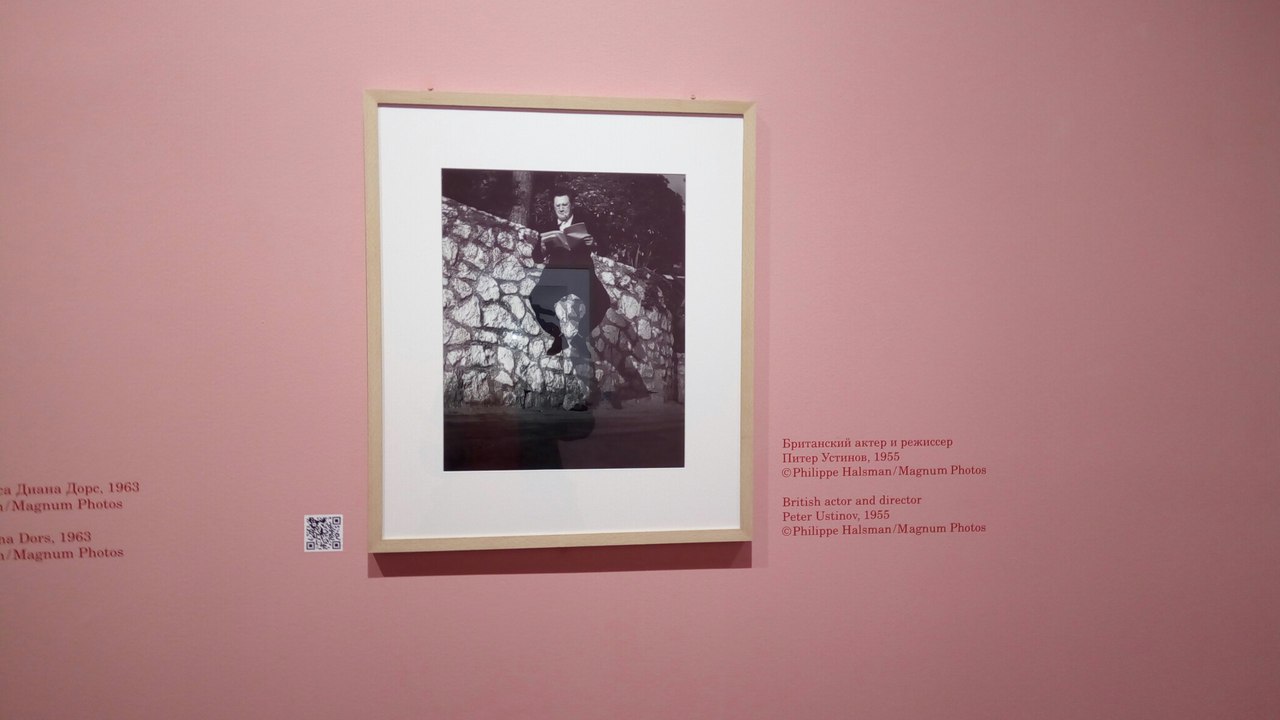 Диана Дорс, 1963
/Magnum Photos
Dors, 1963
/Magnum Photos
Британский актер и режиссер
Питер Устинов, 1955
©Philippe Halsman/Magnum Photos
British actor and director
Peter Ustinov, 1955
©Philippe Halsman/Magnum Photos